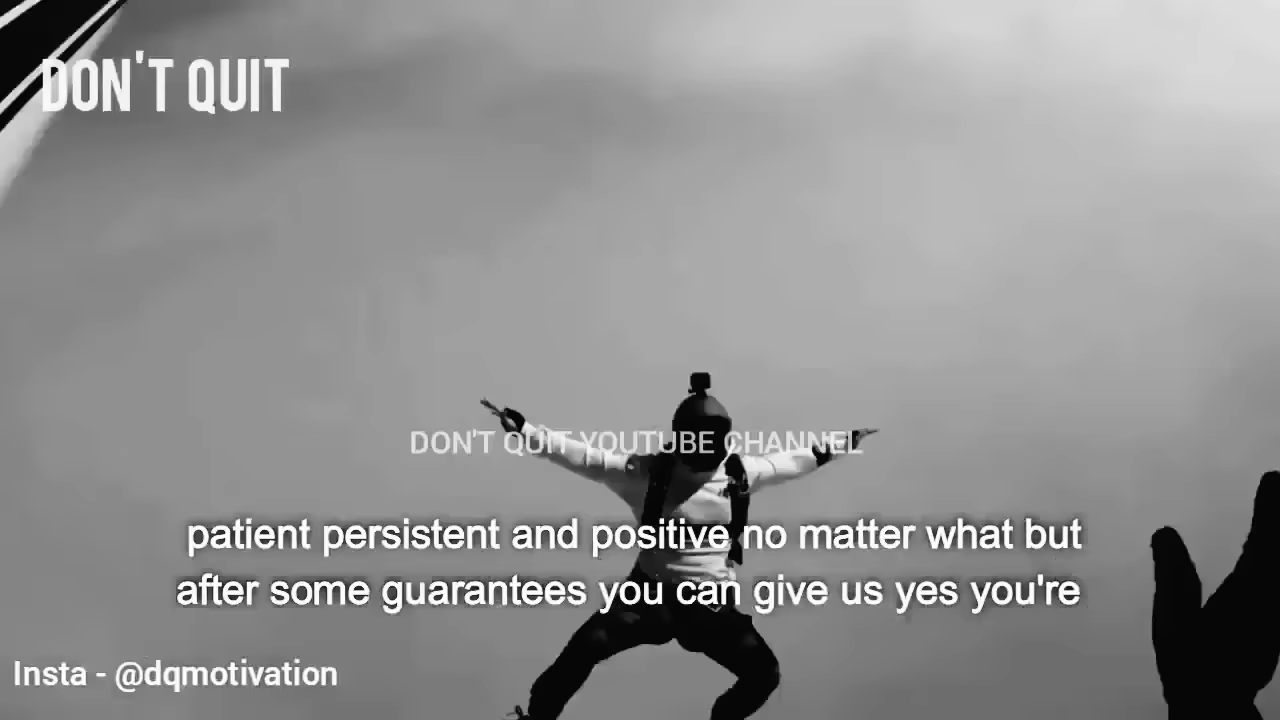 DON'T QUIT
DON'T QUIT YOUTUBE CHANNEL
patient persistent and positive no matter what but
after some guarantees you can give us yes you're
Insta - @dqmotivation